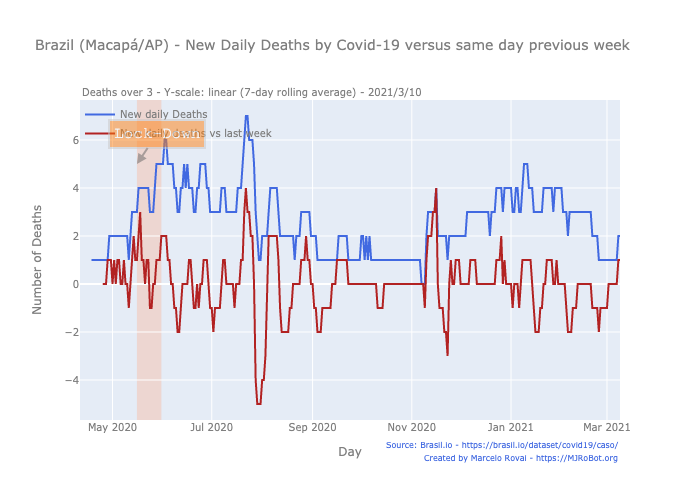 Brazil (Macapá/AP) - New Daily Deaths by Covid-19 versus same day previous week
Deaths over 3 - Y-scale: linear (7-day rolling average) - 2021/3/10
New daily Deaths
New daily deaths vs last week
Lock Down
Number of Deaths
6
4
2
0
−2
−4
May 2020
Jul 2020
Sep 2020
Nov 2020
Jan 2021
Mar 2021
Day
Source: Brasil.io - https://brasil.io/dataset/covid19/caso/
Created by Marcelo Rovai - https://MJRoBot.org